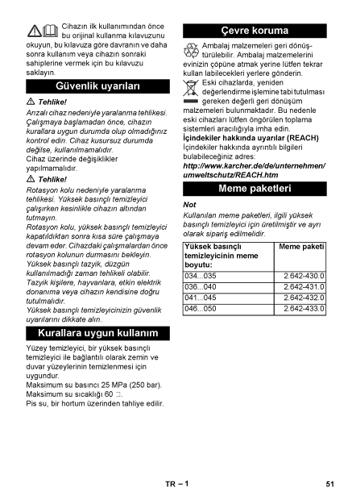 Cihazın ilk kullanımından önce
bu orijinal kullanma kılavuzunu
okuyun, bu kılavuza göre davranın ve daha
sonra kullanım veya cihazın sonraki
sahiplerine vermek için bu kılavuzu
saklayın.
Güvenlik uyarıları
Tehlike!
Arızalı cihaz nedeniyle yaralanma tehlikesi.
Çalışmaya başlamadan önce, cihazın
kurallara uygun durumda olup olmadığınız
kontrol edin. Cihaz kusursuz durumda
değilse, kullanılmamalıdır.
Cihaz üzerinde değişiklikler
yapılmamalıdır.
Tehlike!
Rotasyon kolu nedeniyle yaralanma
tehlikesi. Yüksek basınçlı temizleyici
çalışırken kesinlikle cihazın altından
tutmayın.
Rotasyon kolu, yüksek basınçlı temizleyici
kapatıldıktan sonra kısa süre çalışmaya
devam eder. Cihazdaki çalışmalardan önce
rotasyon kolunun durmasını bekleyin.
Yüksek basınçlı tazyik, düzgün
kullanılmadığı zaman tehlikeli olabilir.
Tazyik kişilere, hayvanlara, etkin elektrik
donanıma veya cihazın kendisine doğru
tutulmalıdır.
Yüksek basınçlı temizleyicinizin güvenlik
uyarılarını dikkate alın.
Kurallara uygun kullanım
Yüzey temizleyici, bir yüksek basınçlı
temizleyici ile bağlantılı olarak zemin ve
duvar yüzeylerinin temizlenmesi için
uygundur.
Maksimum su basıncı 25 MPa (250 bar).
Maksimum su sıcaklığı 60 □.
Pis su, bir hortum üzerinden tahliye edilir.
Çevre koruma
Ambalaj malzemeleri geri dönüş-
türülebilir. Ambalaj malzemelerini
evinizin çöpüne atmak yerine lütfen tekrar
kullan labilecekleri yerlere gönderin.
Eski cihazlarda, yeniden
değerlendirme işlemine tabi tutulması
gereken değerli geri dönüşüm
malzemeleri bulunmaktadır. Bu nedenle
eski cihazları lütfen öngörülen toplama
sistemleri aracılığıyla imha edin.
İçindekiler hakkında uyarılar (REACH)
İçindekiler hakkında ayrıntılı bilgileri
bulabileceğiniz adres:
http://www.karcher.de/de/unternehmen/
umweltschutz/REACH.htm
Meme paketleri
Not
Kullanılan meme paketleri, ilgili yüksek
basınçlı temizleyici için üretilmiştir ve ayrı
olarak sipariş edilmelidir.
Yüksek basınçlı temizleyicinin meme boyutu: Meme paketi
034...035 2.642-430.0
036...040 2.642-431.0
041...045 2.642-432.0
046...050 2.642-433.0
TR – 1 51